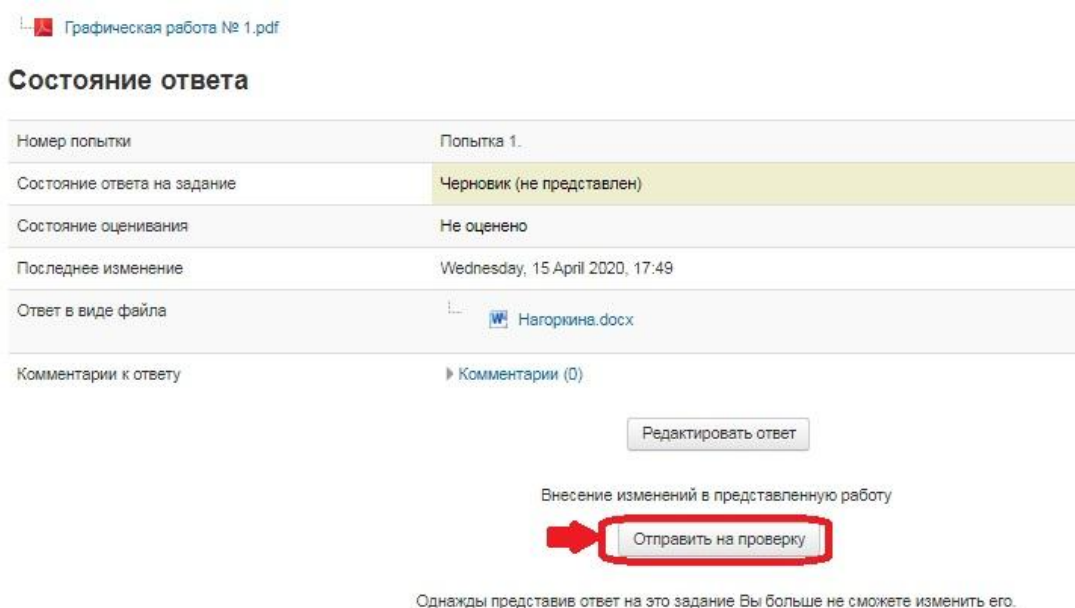 Графическая работа № 1.pdf
Состояние ответа
Номер попытки Попытка 1.
Состояние ответа на задание Черновик (не представлен)
Состояние оценивания Не оценено
Последнее изменение Wednesday, 15 April 2020, 17:49
Ответ в виде файла Нагоркина.docx
Комментарии к ответу Комментарии (0)
Редактировать ответ
Внесение изменений в представленную работу
Отправить на проверку
Однажды представив ответ на это задание Вы больше не сможете изменить его.